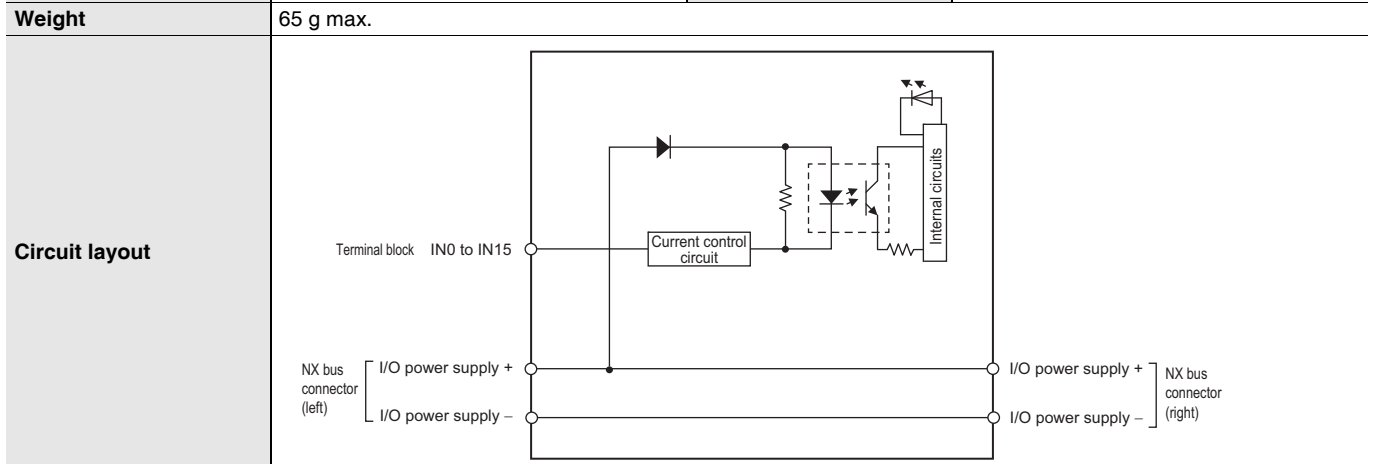 Weight
65 g max.
Circuit layout
Internal circuits
Terminal block IN0 to IN15
Current control
circuit
NX bus
connector
(left)
I/O power supply +
I/O power supply −
I/O power supply +
I/O power supply −
NX bus
connector
(right)